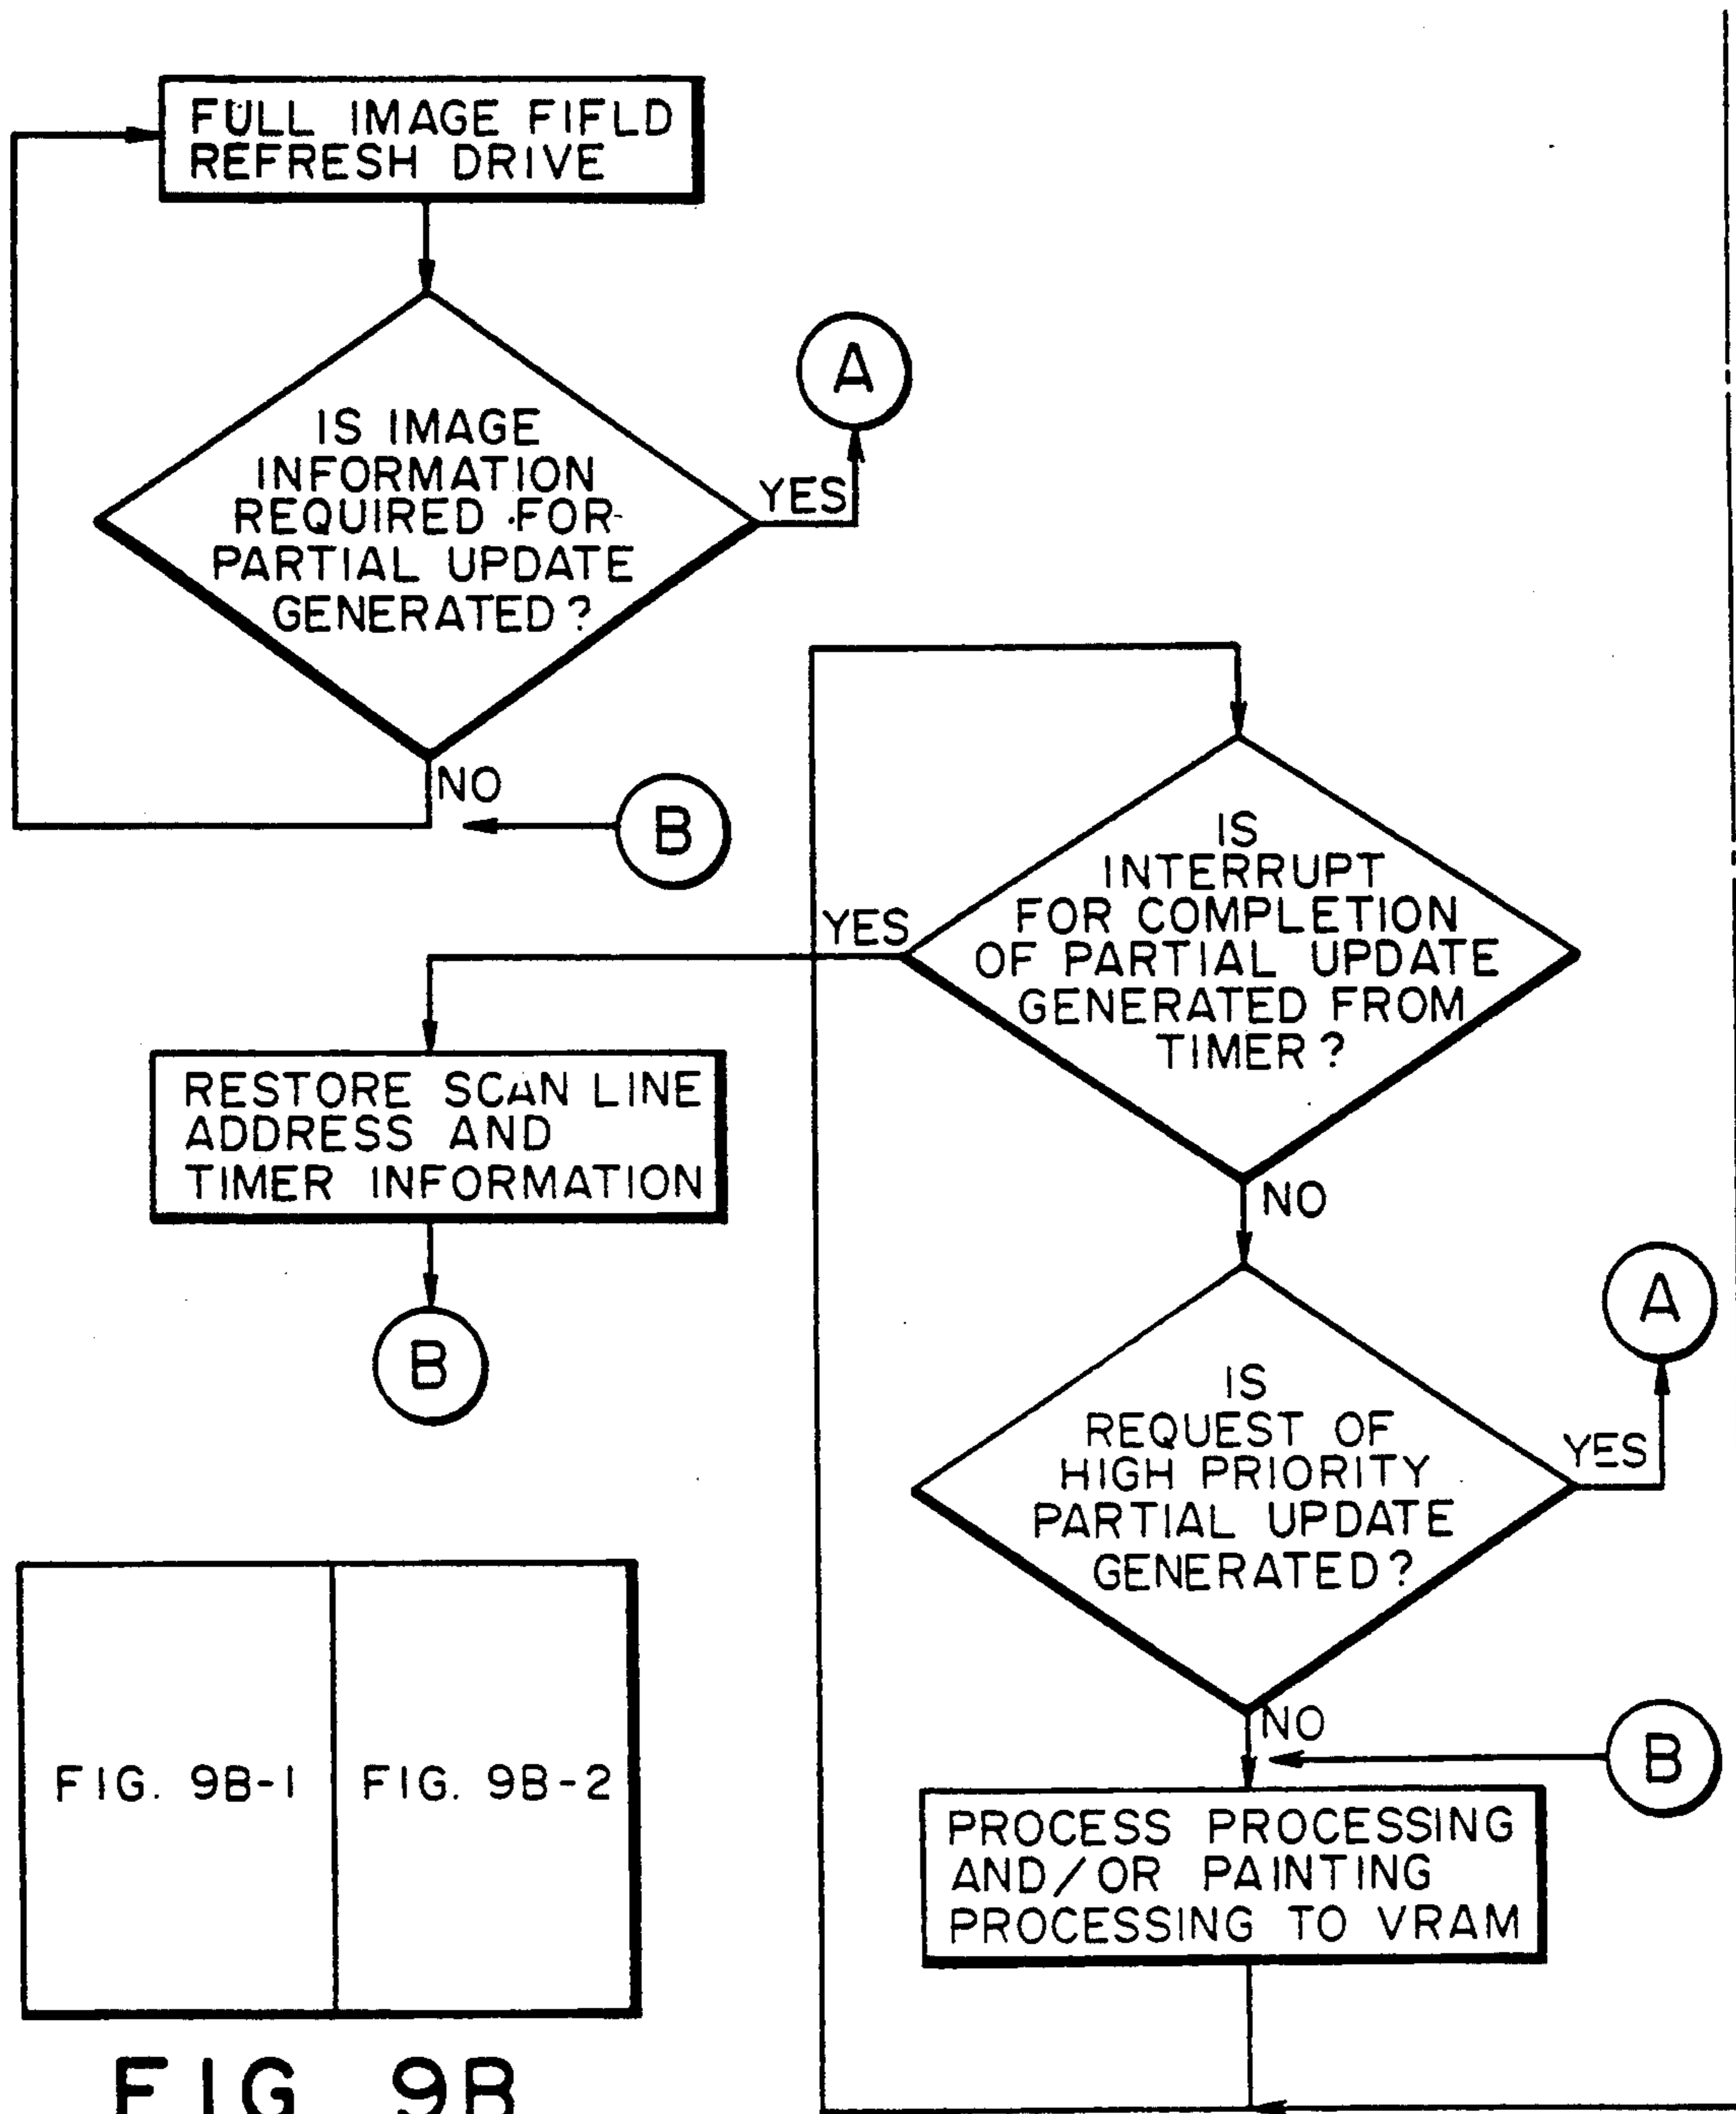 FULL IMAGE FIFLD
REFRESH DRIVE
IS IMAGE
INFORMATION
REQUIRED FOR
PARTIAL UPDATE
GENERATED?
YES
A
NO
B
IS
INTERRUPT
FOR COMPLETION
OF PARTIAL UPDATE
GENERATED FROM
TIMER?
YES
NO
RESTORE SCAN LINE
ADDRESS AND
TIMER INFORMATION
B
IS
REQUEST OF
HIGH PRIORITY
PARTIAL UPDATE
GENERATED?
YES
A
NO
B
PROCESS PROCESSING
AND/OR PAINTING
PROCESSING TO VRAM
FIG. 9B-1
FIG. 9B-2
FIG 9B